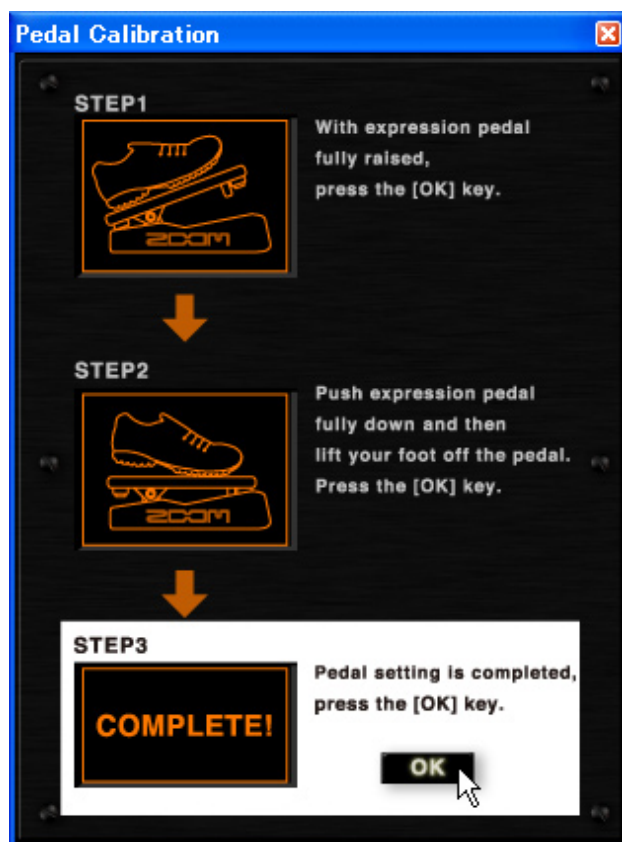 Pedal Calibration
STEP1
With expression pedal
fully raised,
press the [OK] key.
ZOOM
STEP2
Push expression pedal
fully down and then
lift your foot off the pedal.
Press the [OK] key.
ZOOM
STEP3
Pedal setting is completed,
press the [OK] key.
COMPLETE!
OK